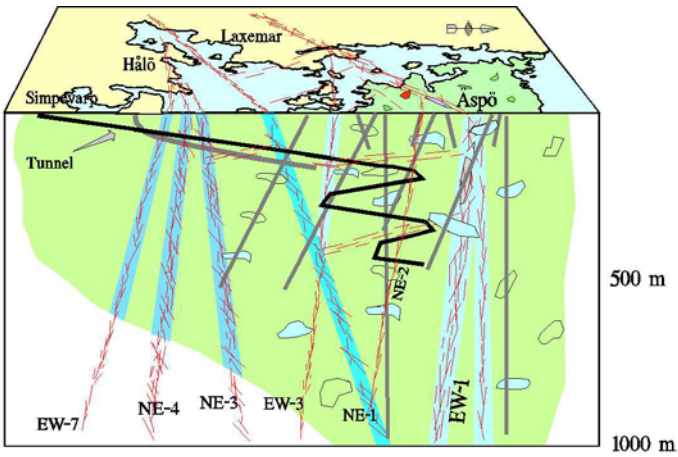 Laxemar
Hålö
Simpevarp
Äspö
Tunnel
500 m
NE-2
EW-1
NE-3
EW-3
NE-4
NE-1
EW-7
1000 m